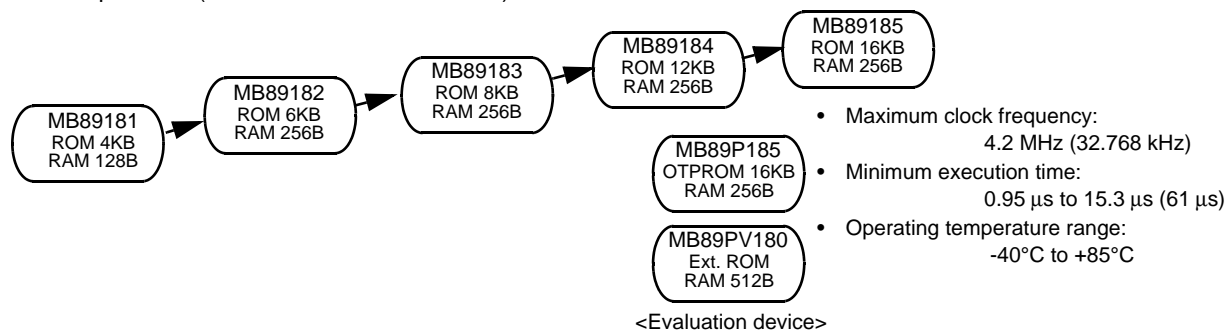 MB89181
ROM 4KB
RAM 128B
MB89182
ROM 6KB
RAM 256B
MB89183
ROM 8KB
RAM 256B
MB89184
ROM 12KB
RAM 256B
MB89185
ROM 16KB
RAM 256B
MB89P185
OTPROM 16KB
RAM 256B
MB89PV180
Ext. ROM
RAM 512B
<Evaluation device>
• Maximum clock frequency:
4.2 MHz (32.768 kHz)
• Minimum execution time:
0.95 μs to 15.3 μs (61 μs)
• Operating temperature range:
-40°C to +85°C